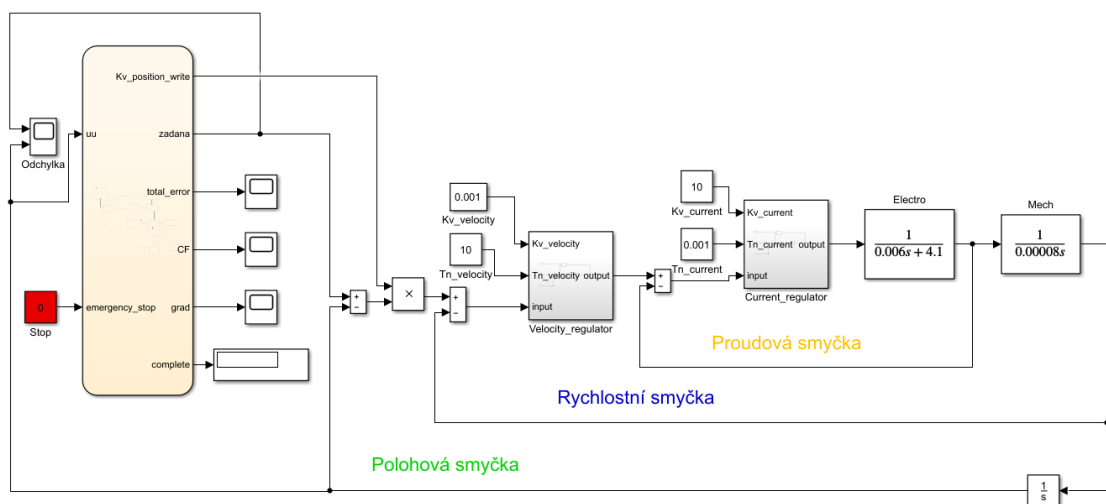 Kv_position_write
uu
zadana
Odchylka
total_error
CF
0
emergency_stop
grad
Stop
complete
0.001
Kv_velocity
10
Tn_velocity
Kv_velocity
Tn_velocity output
input
Velocity_regulator
×
+
−
+
−
+
−
10
Kv_current
0.001
Tn_current
Kv_current
Tn_current output
input
Current_regulator
Electro
1
0.006s + 4.1
Mech
1
0.00008s
Proudová smyčka
Rychlostní smyčka
Polohová smyčka
1
s